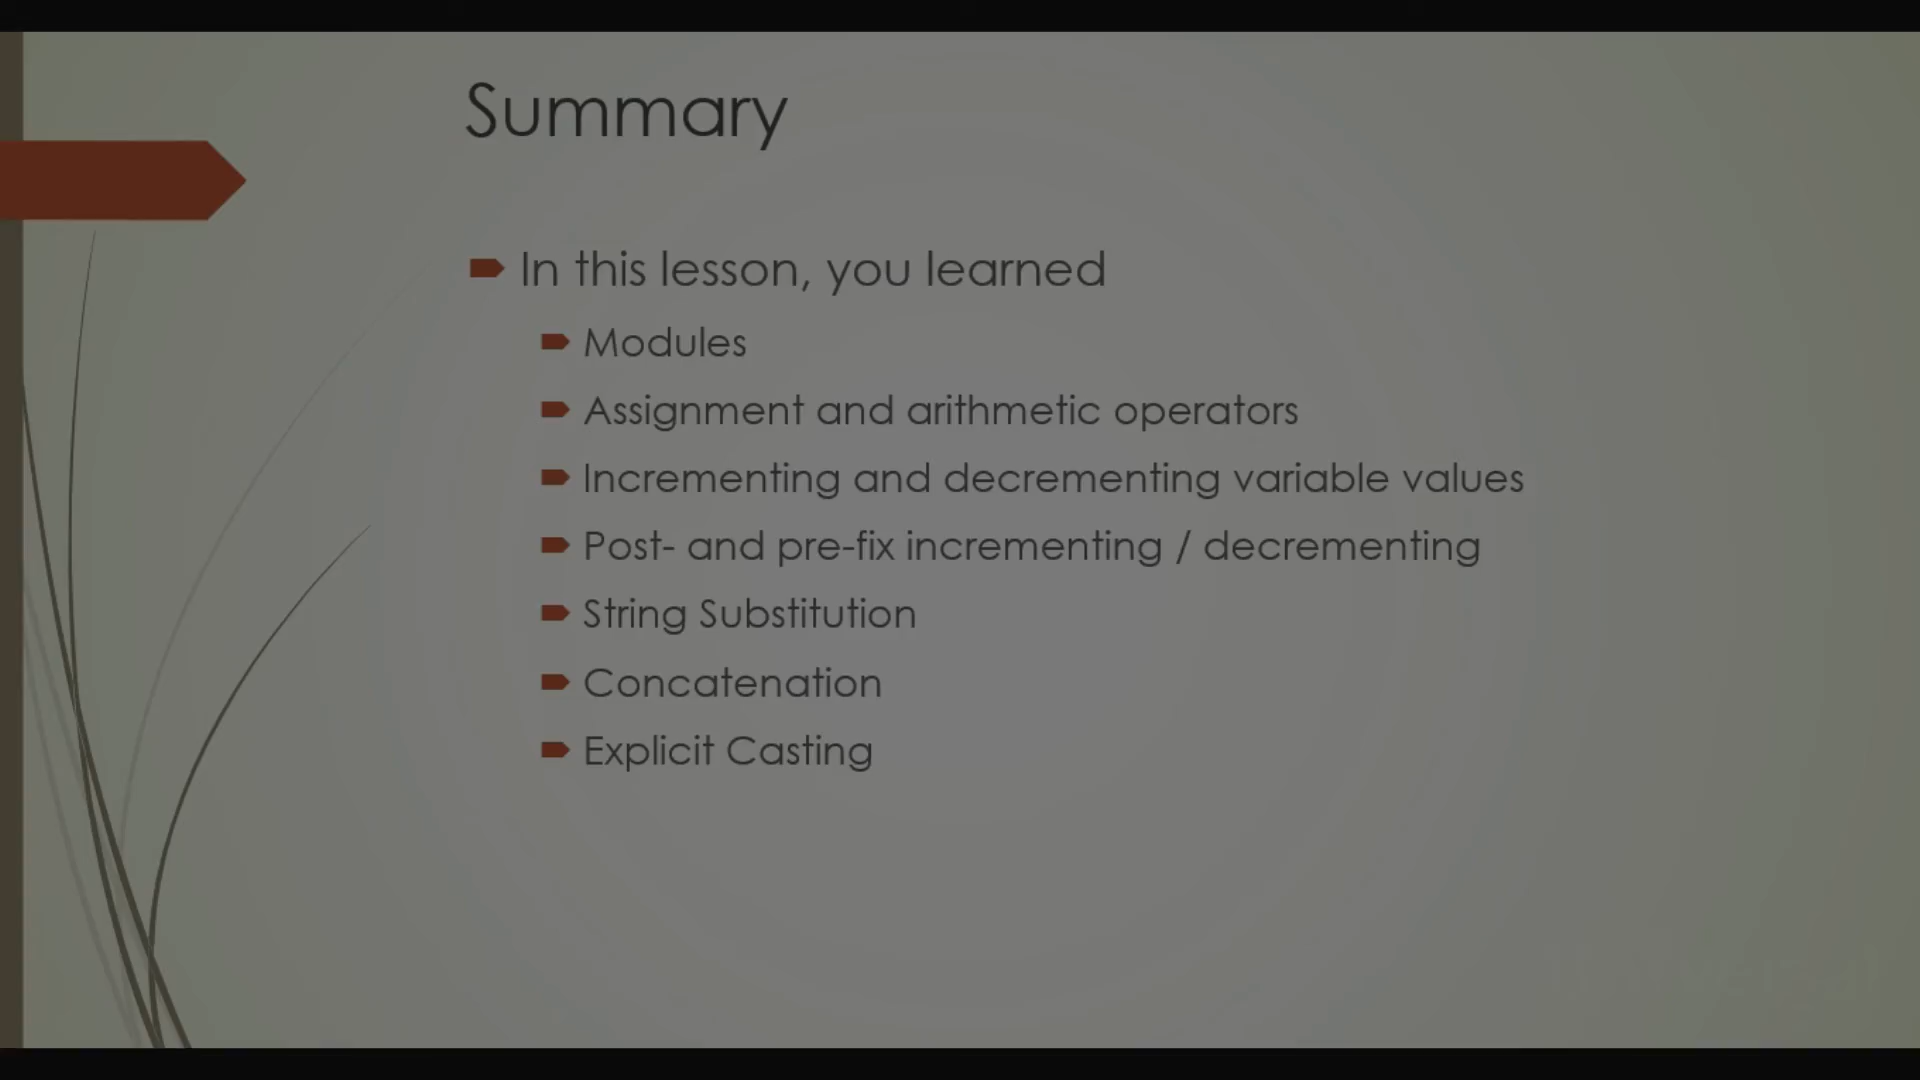 Summary
In this lesson, you learned
Modules
Assignment and arithmetic operators
Incrementing and decrementing variable values
Post- and pre-fix incrementing / decrementing
String Substitution
Concatenation
Explicit Casting